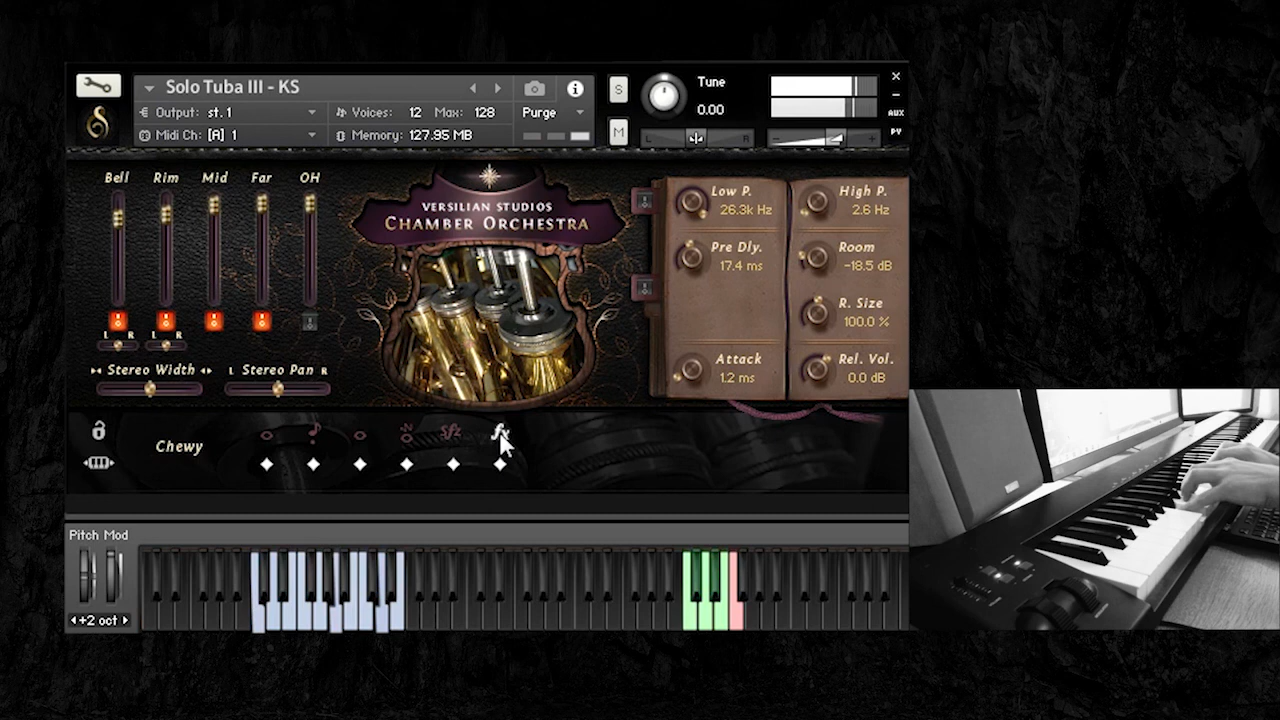 Solo Tuba III - KS
Output: st. 1
Voices: 12 Max: 128
Purge
Midi Ch: [A] 1
Memory: 127.95 MB
S
M
Tune
0.00
L R
- +
×
-
AUX
PV
Bell Rim Mid Far OH
L R L R
Stereo Width
L Stereo Pan R
VERSILIAN STUDIOS
CHAMBER ORCHESTRA
Low P.
26.3k Hz
High P.
2.6 Hz
Pre Dly.
17.4 ms
Room
-18.5 dB
R. Size
100.0 %
Attack
1.2 ms
Rel. Vol.
0.0 dB
Chewy
sfz
Pitch Mod
+2 oct